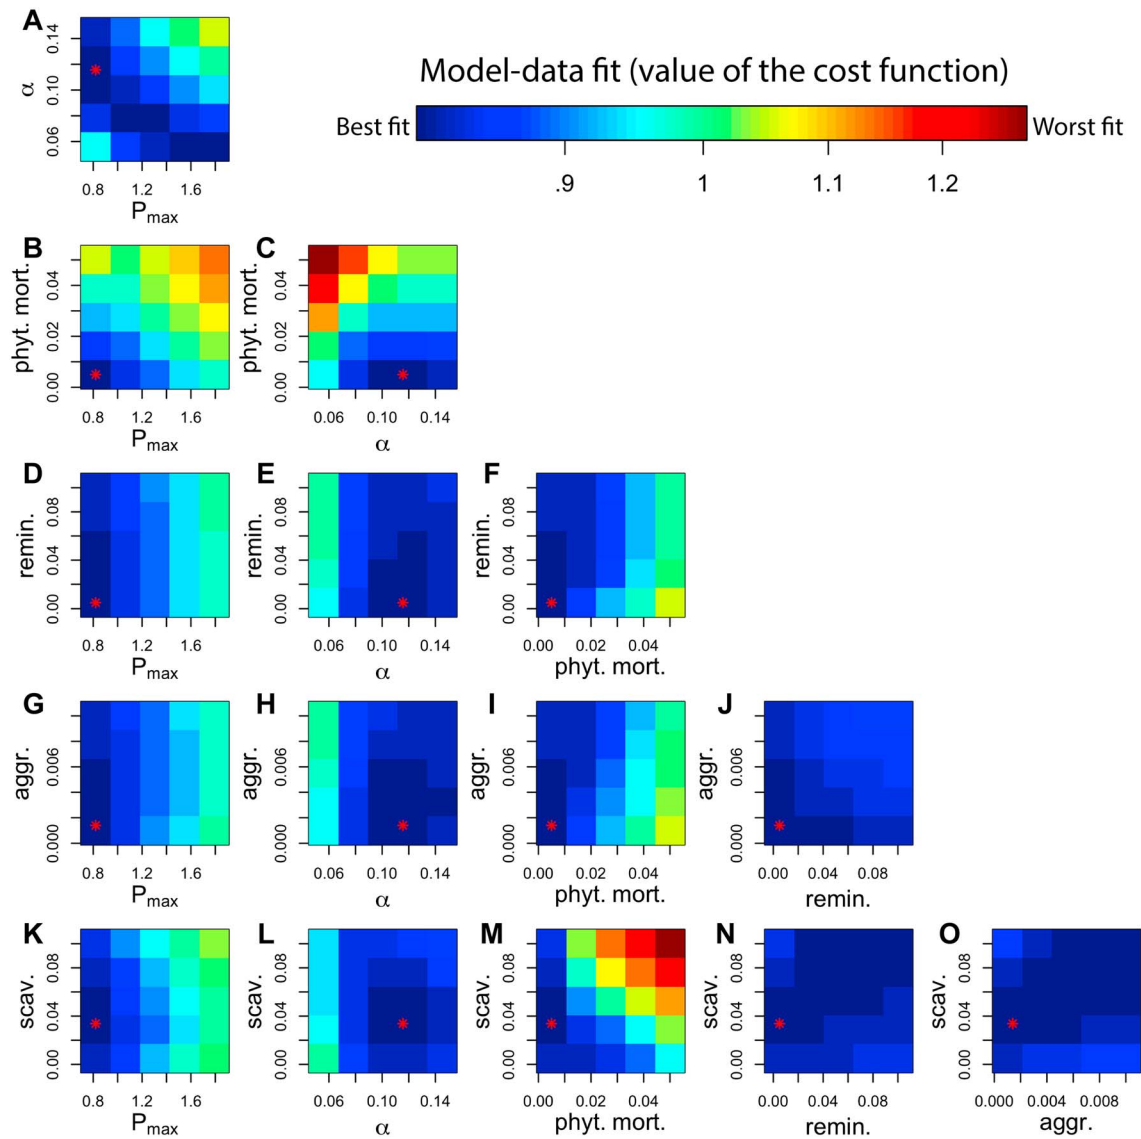 A
Model-data fit (value of the cost function)
Best fit
Worst fit
.9 1 1.1 1.2
α
0.06 0.10 0.14
0.8 1.2 1.6
Pmax
B
phyt. mort.
0.00 0.02 0.04
0.8 1.2 1.6
Pmax
C
phyt. mort.
0.00 0.02 0.04
0.06 0.10 0.14
α
D
remin.
0.00 0.04 0.08
0.8 1.2 1.6
Pmax
E
remin.
0.00 0.04 0.08
0.06 0.10 0.14
α
F
remin.
0.00 0.04 0.08
0.00 0.02 0.04
phyt. mort.
G
aggr.
0.000 0.006
0.8 1.2 1.6
Pmax
H
aggr.
0.000 0.006
0.06 0.10 0.14
α
I
aggr.
0.000 0.006
0.00 0.02 0.04
phyt. mort.
J
aggr.
0.000 0.006
0.00 0.04 0.08
remin.
K
scav.
0.00 0.04 0.08
0.8 1.2 1.6
Pmax
L
scav.
0.00 0.04 0.08
0.06 0.10 0.14
α
M
scav.
0.00 0.04 0.08
0.00 0.02 0.04
phyt. mort.
N
scav.
0.00 0.04 0.08
0.00 0.04 0.08
remin.
O
scav.
0.00 0.04 0.08
0.000 0.004 0.008
aggr.